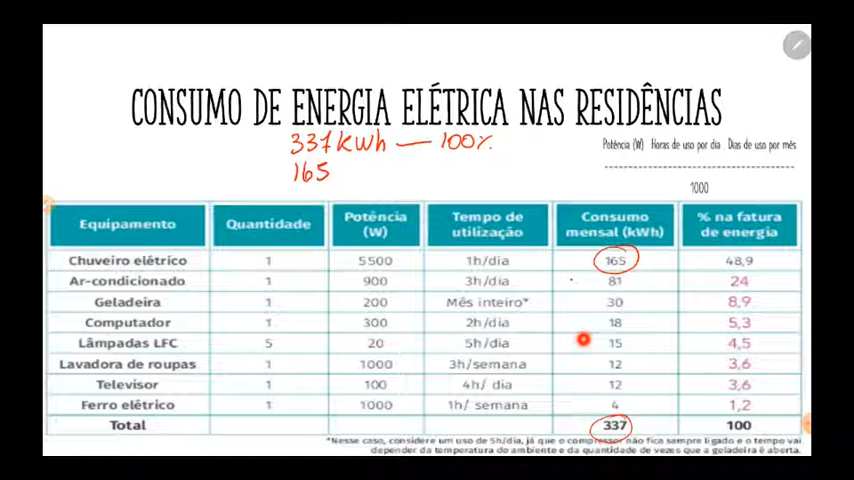 CONSUMO DE ENERGIA ELÉTRICA NAS RESIDÊNCIAS
337 kWh — 100%
165
Potência (W) Horas de uso por dia . Dias de uso por mês
1000
Equipamento Quantidade Potência (W) Tempo de utilização Consumo mensal (kWh) % na fatura de energia
Chuveiro elétrico 1 5500 1h/dia 165 48,9
Ar-condicionado 1 900 3h/dia 81 24
Geladeira 1 200 Mês inteiro* 30 8,9
Computador 1 300 2h/dia 18 5,3
Lâmpadas LFC 5 20 5h/dia 15 4,5
Lavadora de roupas 1 1000 3h/semana 12 3,6
Televisor 1 100 4h/ dia 12 3,6
Ferro elétrico 1 1000 1h/ semana 4 1,2
Total 337 100
*Nesse caso, considere um uso de 5h/dia, já que o compressor não fica sempre ligado e o tempo vai
depender da temperatura do ambiente e da quantidade de vezes que a geladeira é aberta.